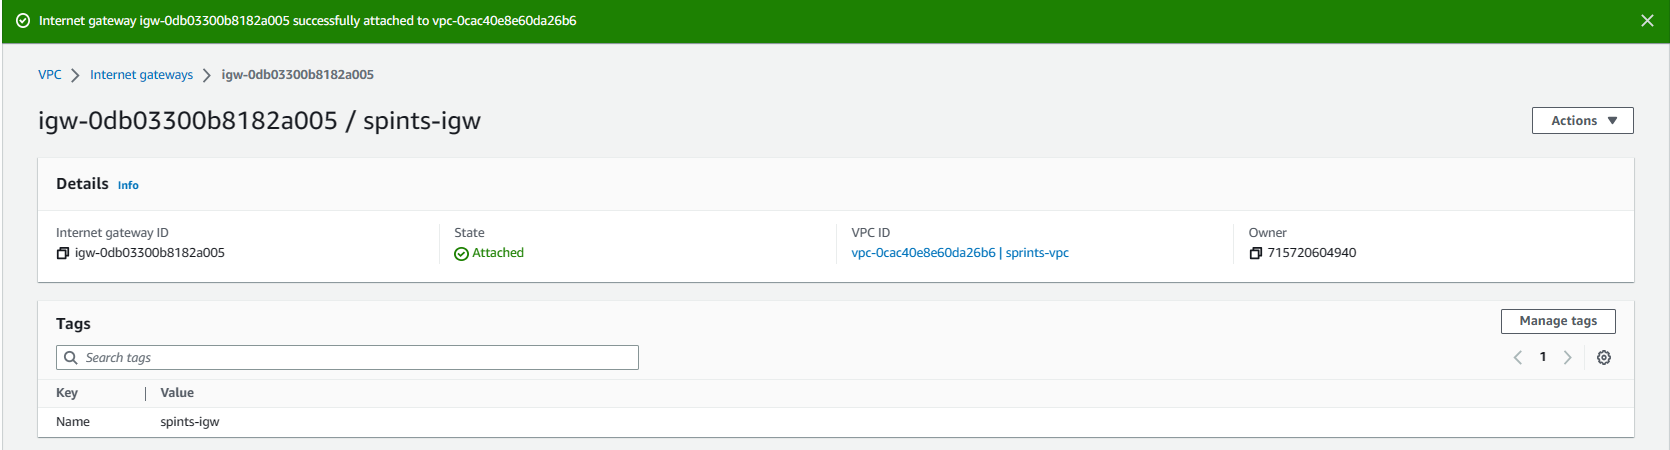 Internet gateway igw-0db03300b8182a005 successfully attached to vpc-0cac40e8e60da26b6
VPC Internet gateways igw-0db03300b8182a005
igw-0db03300b8182a005 / spints-igw
Actions
Details Info
Internet gateway ID State VPC ID Owner
igw-0db03300b8182a005 Attached vpc-0cac40e8e60da26b6 | sprints-vpc 715720604940
Tags Manage tags
Search tags 1
Key Value
Name spints-igw